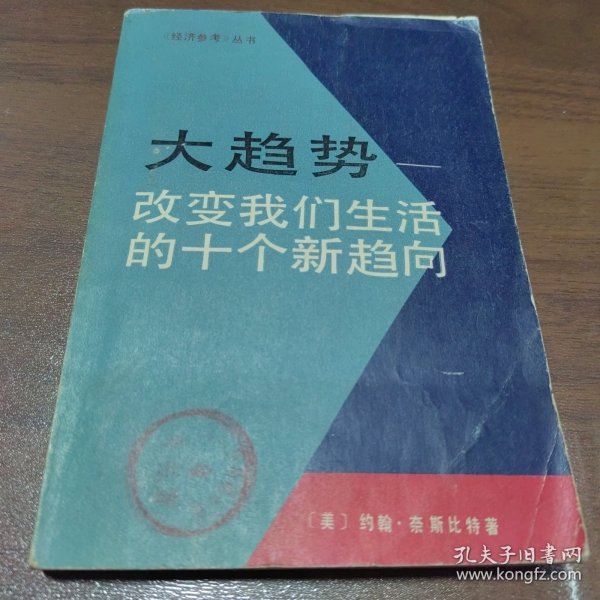 《经济参考》丛书
大趋势——
改变我们生活
的十个新趋向
〔美〕约翰·奈斯比特著
孔夫子旧书网
www.kongfz.com